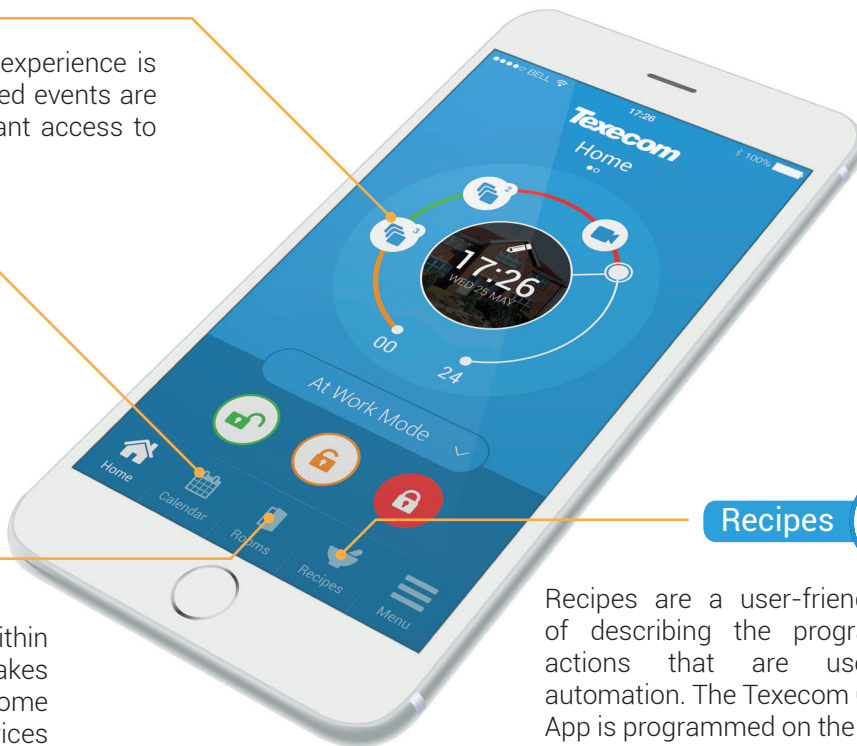 experience is
ed events are
ant access to
BELL
17:26
100%
Texecom
Home
2
3
17:26
WED 25 MAY
00
24
At Work Mode
Home
Calendar
Rooms
Recipes
Menu
Recipes
ithin
akes
ome
ices
Recipes are a user-frien
of describing the progra
actions that are us
automation. The Texecom
App is programmed on the